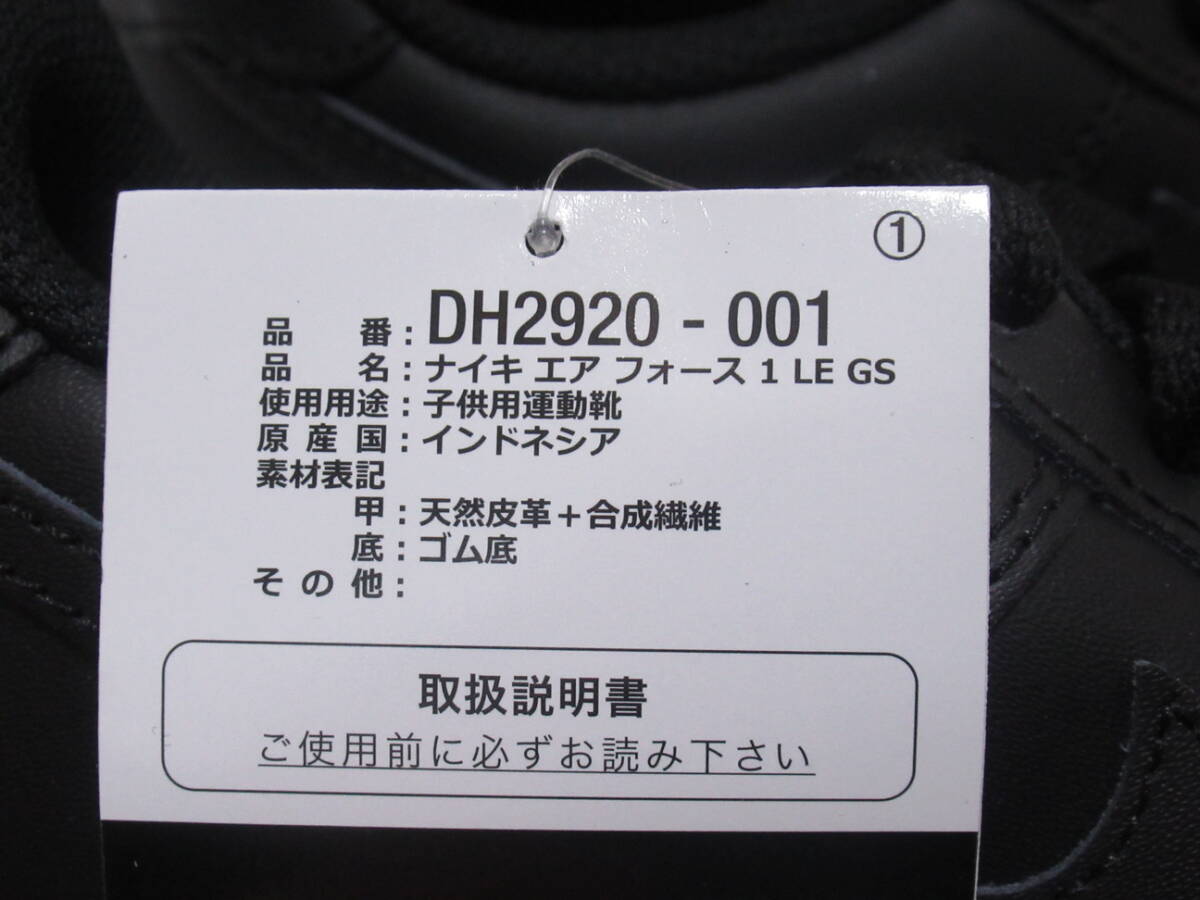 ①
品番：DH2920 - 001
品名：ナイキ エア フォース 1 LE GS
使用用途：子供用運動靴
原産国：インドネシア
素材表記
甲：天然皮革＋合成繊維
底：ゴム底
その他：
取扱説明書
ご使用前に必ずお読み下さい